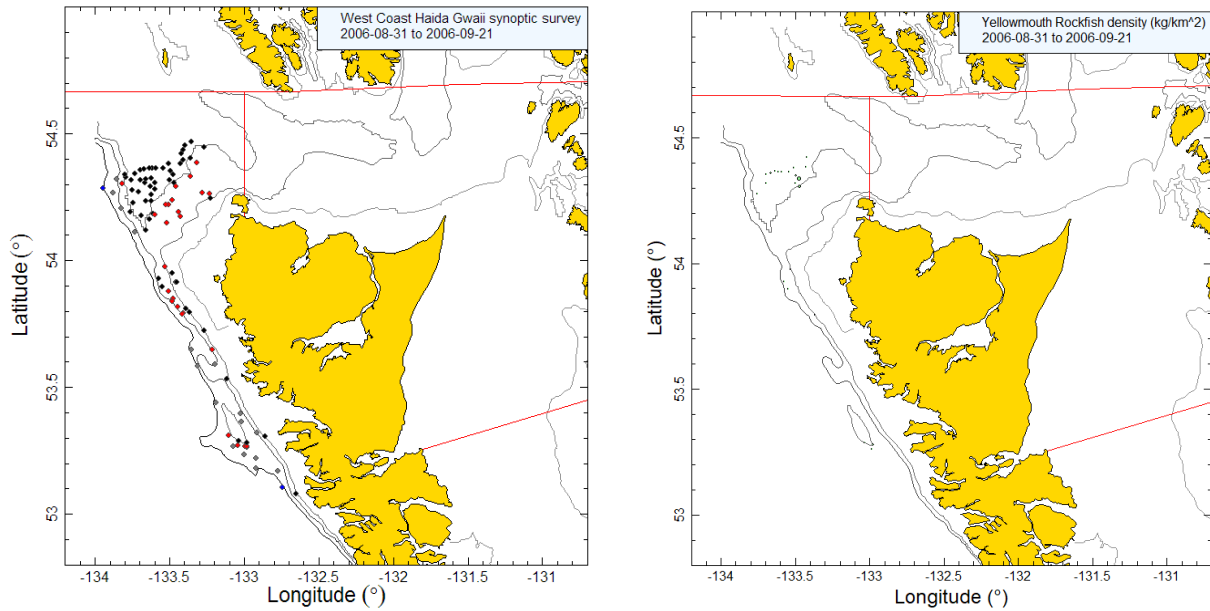 West Coast Haida Gwaii synoptic survey
2006-08-31 to 2006-09-21
54.5
54
53.5
53
Latitude (°)
-134
-133.5
-133
-132.5
-132
-131.5
-131
Longitude (°)
Yellowmouth Rockfish density (kg/km^2)
2006-08-31 to 2006-09-21
54.5
54
53.5
53
Latitude (°)
-134
-133.5
-133
-132.5
-132
-131.5
-131
Longitude (°)